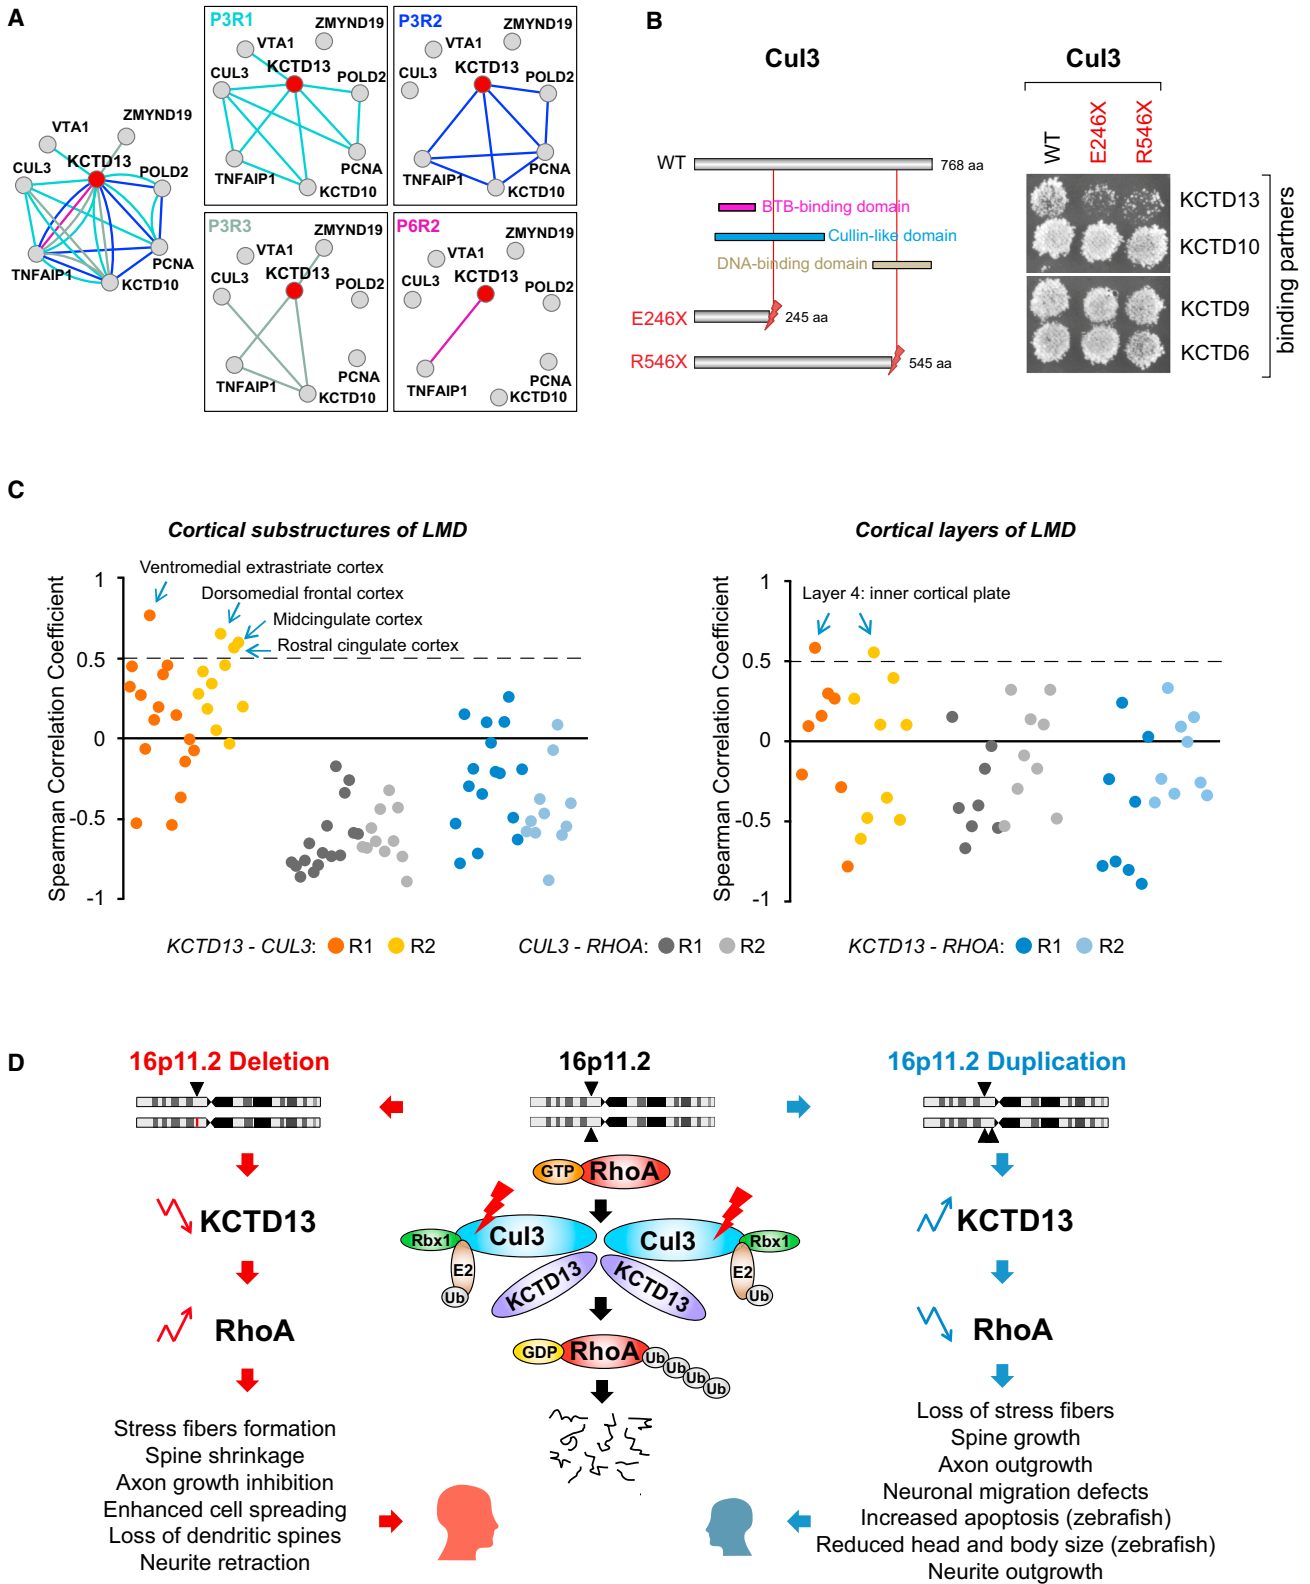 A
VTA1
ZMYND19
CUL3
KCTD13
POLD2
TNFAIP1
PCNA
KCTD10
P3R1
ZMYND19
VTA1
CUL3
KCTD13
POLD2
TNFAIP1
PCNA
KCTD10
P3R2
ZMYND19
VTA1
CUL3
KCTD13
POLD2
TNFAIP1
PCNA
KCTD10
P3R3
ZMYND19
VTA1
CUL3
KCTD13
POLD2
TNFAIP1
PCNA
KCTD10
P6R2
ZMYND19
VTA1
CUL3
KCTD13
POLD2
TNFAIP1
PCNA
KCTD10
B
Cul3
WT
768 aa
BTB-binding domain
Cullin-like domain
DNA-binding domain
E246X
245 aa
R546X
545 aa
Cul3
WT
E246X
R546X
KCTD13
KCTD10
KCTD9
KCTD6
binding partners
C
Cortical substructures of LMD
Spearman Correlation Coefficient
1
0.5
0
-0.5
-1
Ventromedial extrastriate cortex
Dorsomedial frontal cortex
Midcingulate cortex
Rostral cingulate cortex
Cortical layers of LMD
Spearman Correlation Coefficient
1
0.5
0
-0.5
-1
Layer 4: inner cortical plate
KCTD13 - CUL3: R1 R2
CUL3 - RHOA: R1 R2
KCTD13 - RHOA: R1 R2
D
16p11.2 Deletion
KCTD13
RhoA
Stress fibers formation
Spine shrinkage
Axon growth inhibition
Enhanced cell spreading
Loss of dendritic spines
Neurite retraction
16p11.2
GTP RhoA
Rbx1 Cul3 Cul3 Rbx1
E2 KCTD13 KCTD13 E2
Ub Ub
GDP RhoA Ub Ub Ub Ub
16p11.2 Duplication
KCTD13
RhoA
Loss of stress fibers
Spine growth
Axon outgrowth
Neuronal migration defects
Increased apoptosis (zebrafish)
Reduced head and body size (zebrafish)
Neurite outgrowth